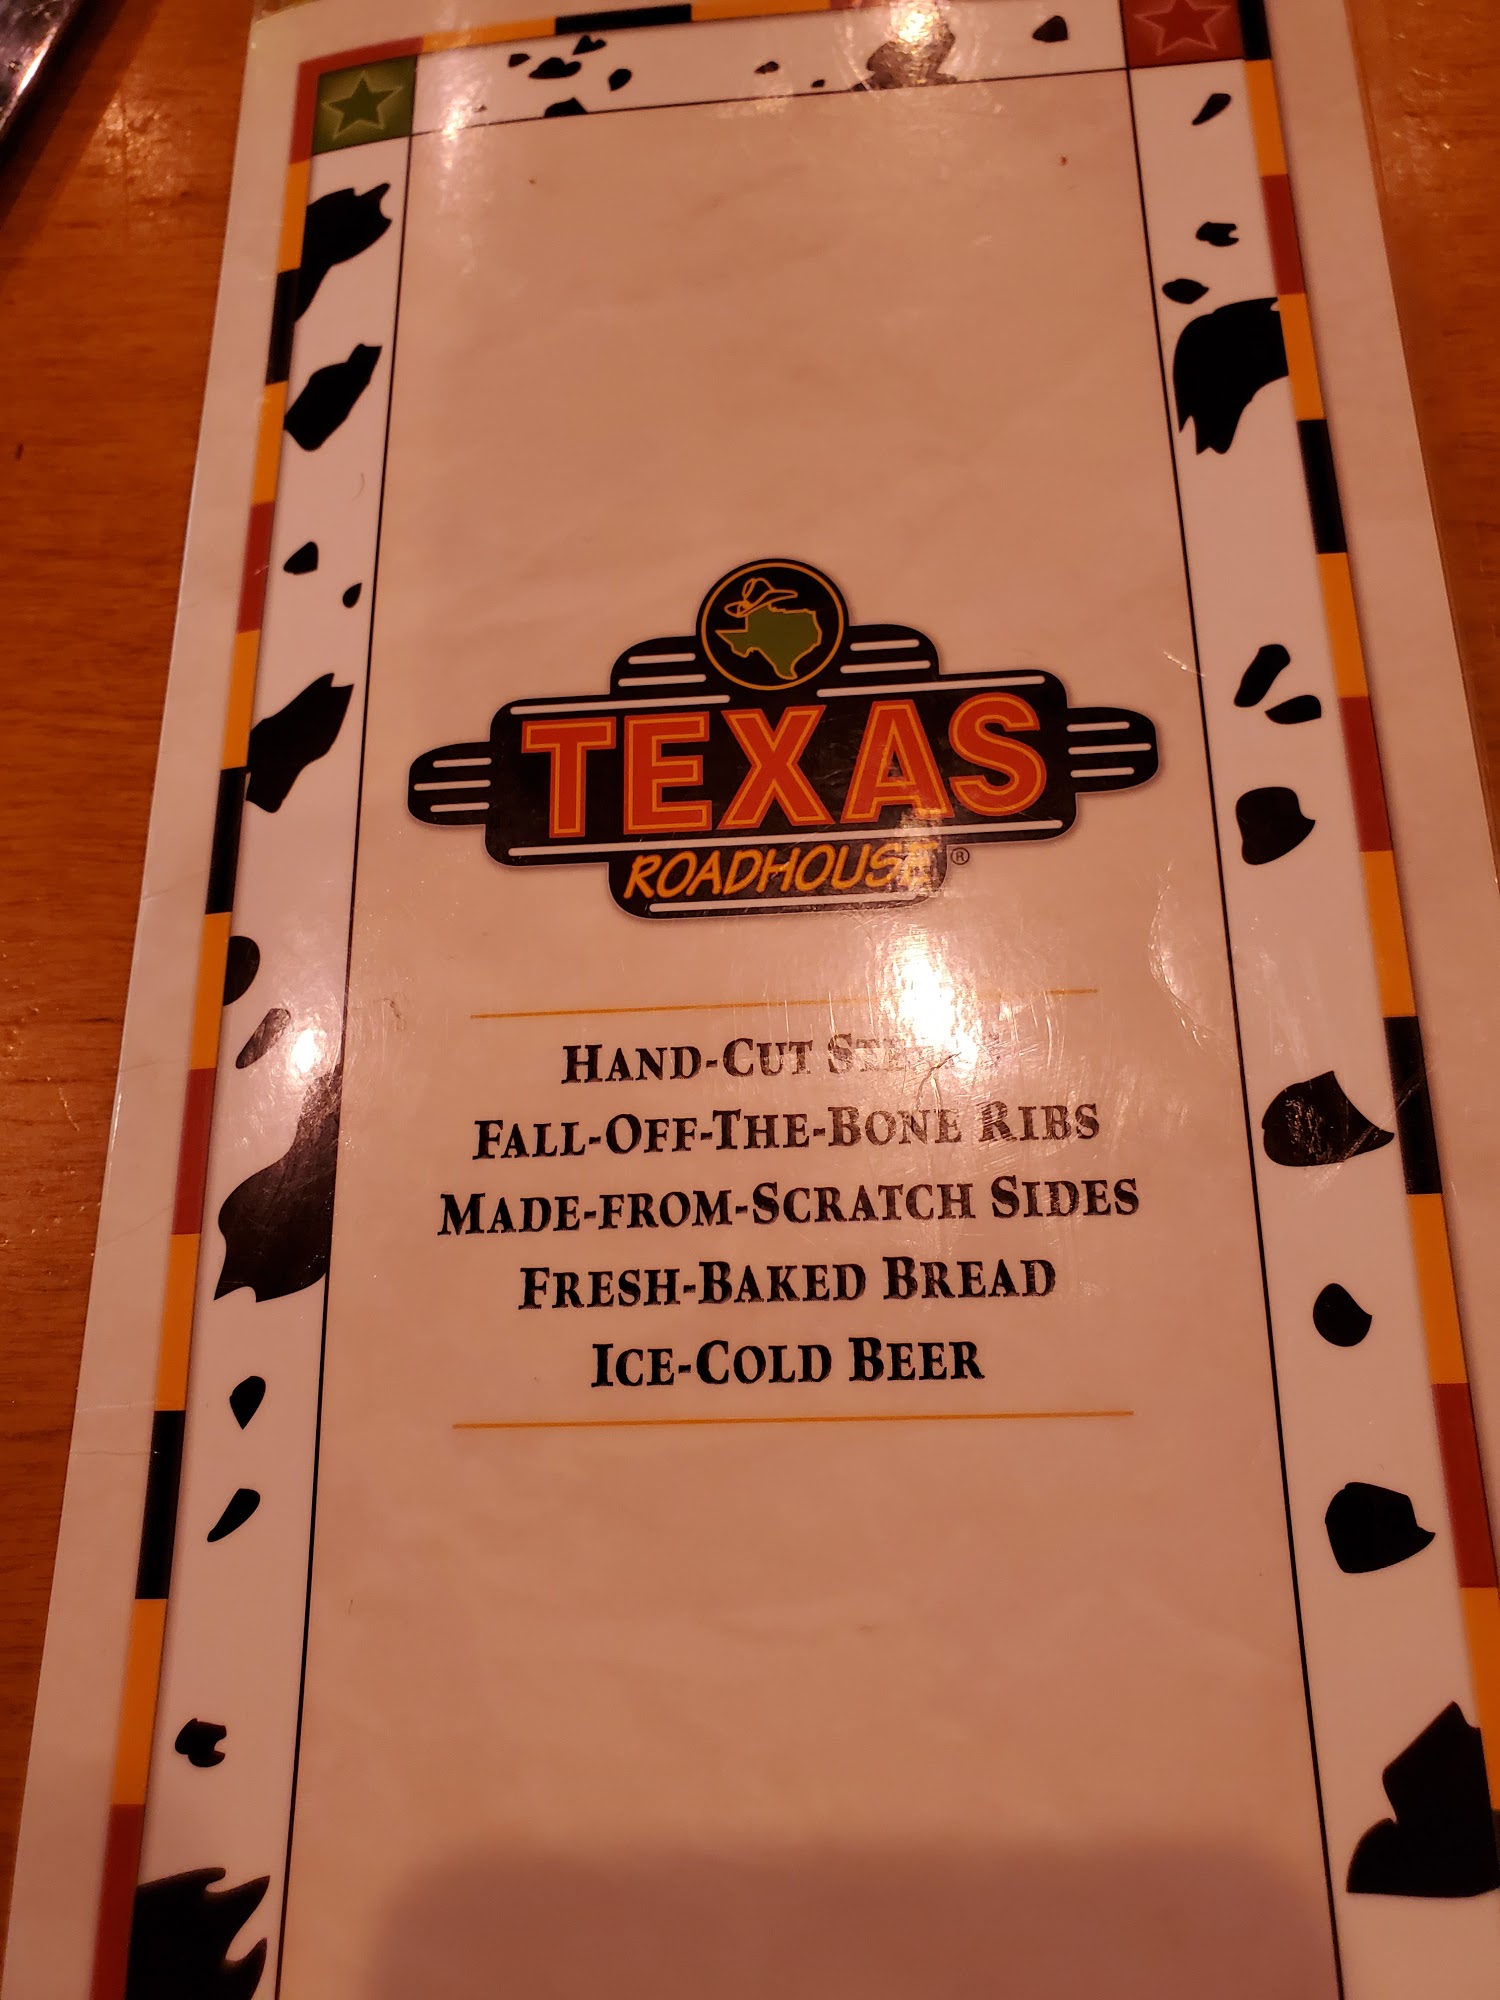 TEXAS
ROADHOUSE®
HAND-CUT
FALL-OFF-THE-BONE RIBS
MADE-FROM-SCRATCH SIDES
FRESH-BAKED BREAD
ICE-COLD BEER